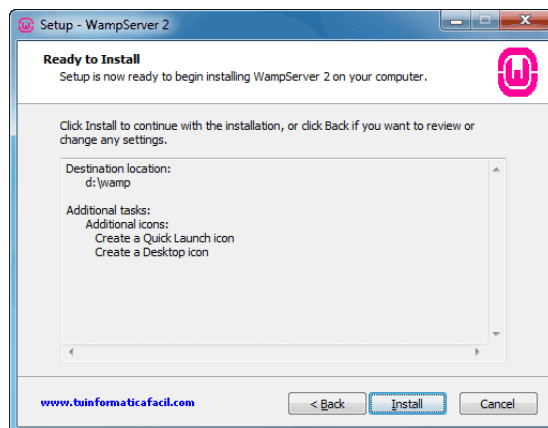 Setup - WampServer 2
Ready to Install
Setup is now ready to begin installing WampServer 2 on your computer.
Click Install to continue with the installation, or click Back if you want to review or
change any settings.
Destination location:
d:\wamp
Additional tasks:
Additional icons:
Create a Quick Launch icon
Create a Desktop icon
www.tuinformaticafacil.com
< Back
Install
Cancel